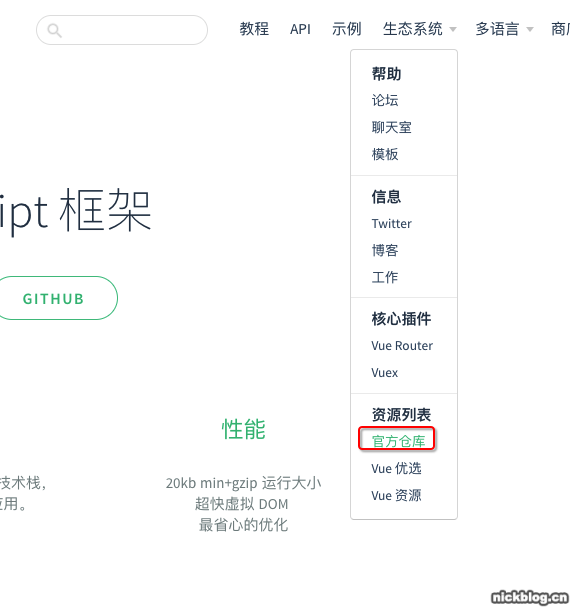 教程 API 示例 生态系统 多语言
帮助
论坛
聊天室
模板
信息
Twitter
博客
工作
核心插件
Vue Router
Vuex
资源列表
官方仓库
Vue 优选
Vue 资源
ipt 框架
GITHUB
性能
技术栈，
应用。
20kb min+gzip 运行大小
超快虚拟 DOM
最省心的优化
nickblog.cn